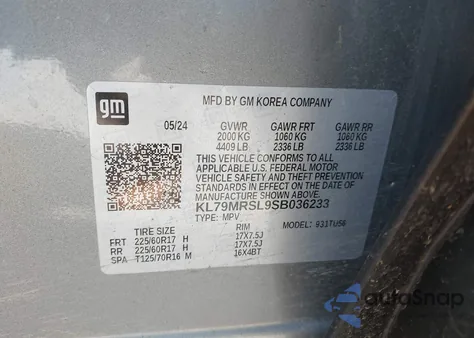 gm
MFD BY GM KOREA COMPANY
05/24 GVWR GAWR FRT GAWR RR
2000 KG 1060 KG 1060 KG
4409 LB 2336 LB 2336 LB
THIS VEHICLE CONFORMS TO ALL
APPLICABLE U.S. FEDERAL MOTOR
VEHICLE SAFETY, BUMPER, AND THEFT
PREVENTION STANDARDS IN EFFECT ON
THE DATE OF MANUFACTURE SHOWN ABOVE.
KL79MRSL9SB036233
TYPE: MPV MODEL: 931TU56
TIRE SIZE RIM
FRT 225/60R17 H 17X7.5J
RR 225/60R17 H 17X7.5J
SPA T125/70R16 M 16X4BT
autoSnap